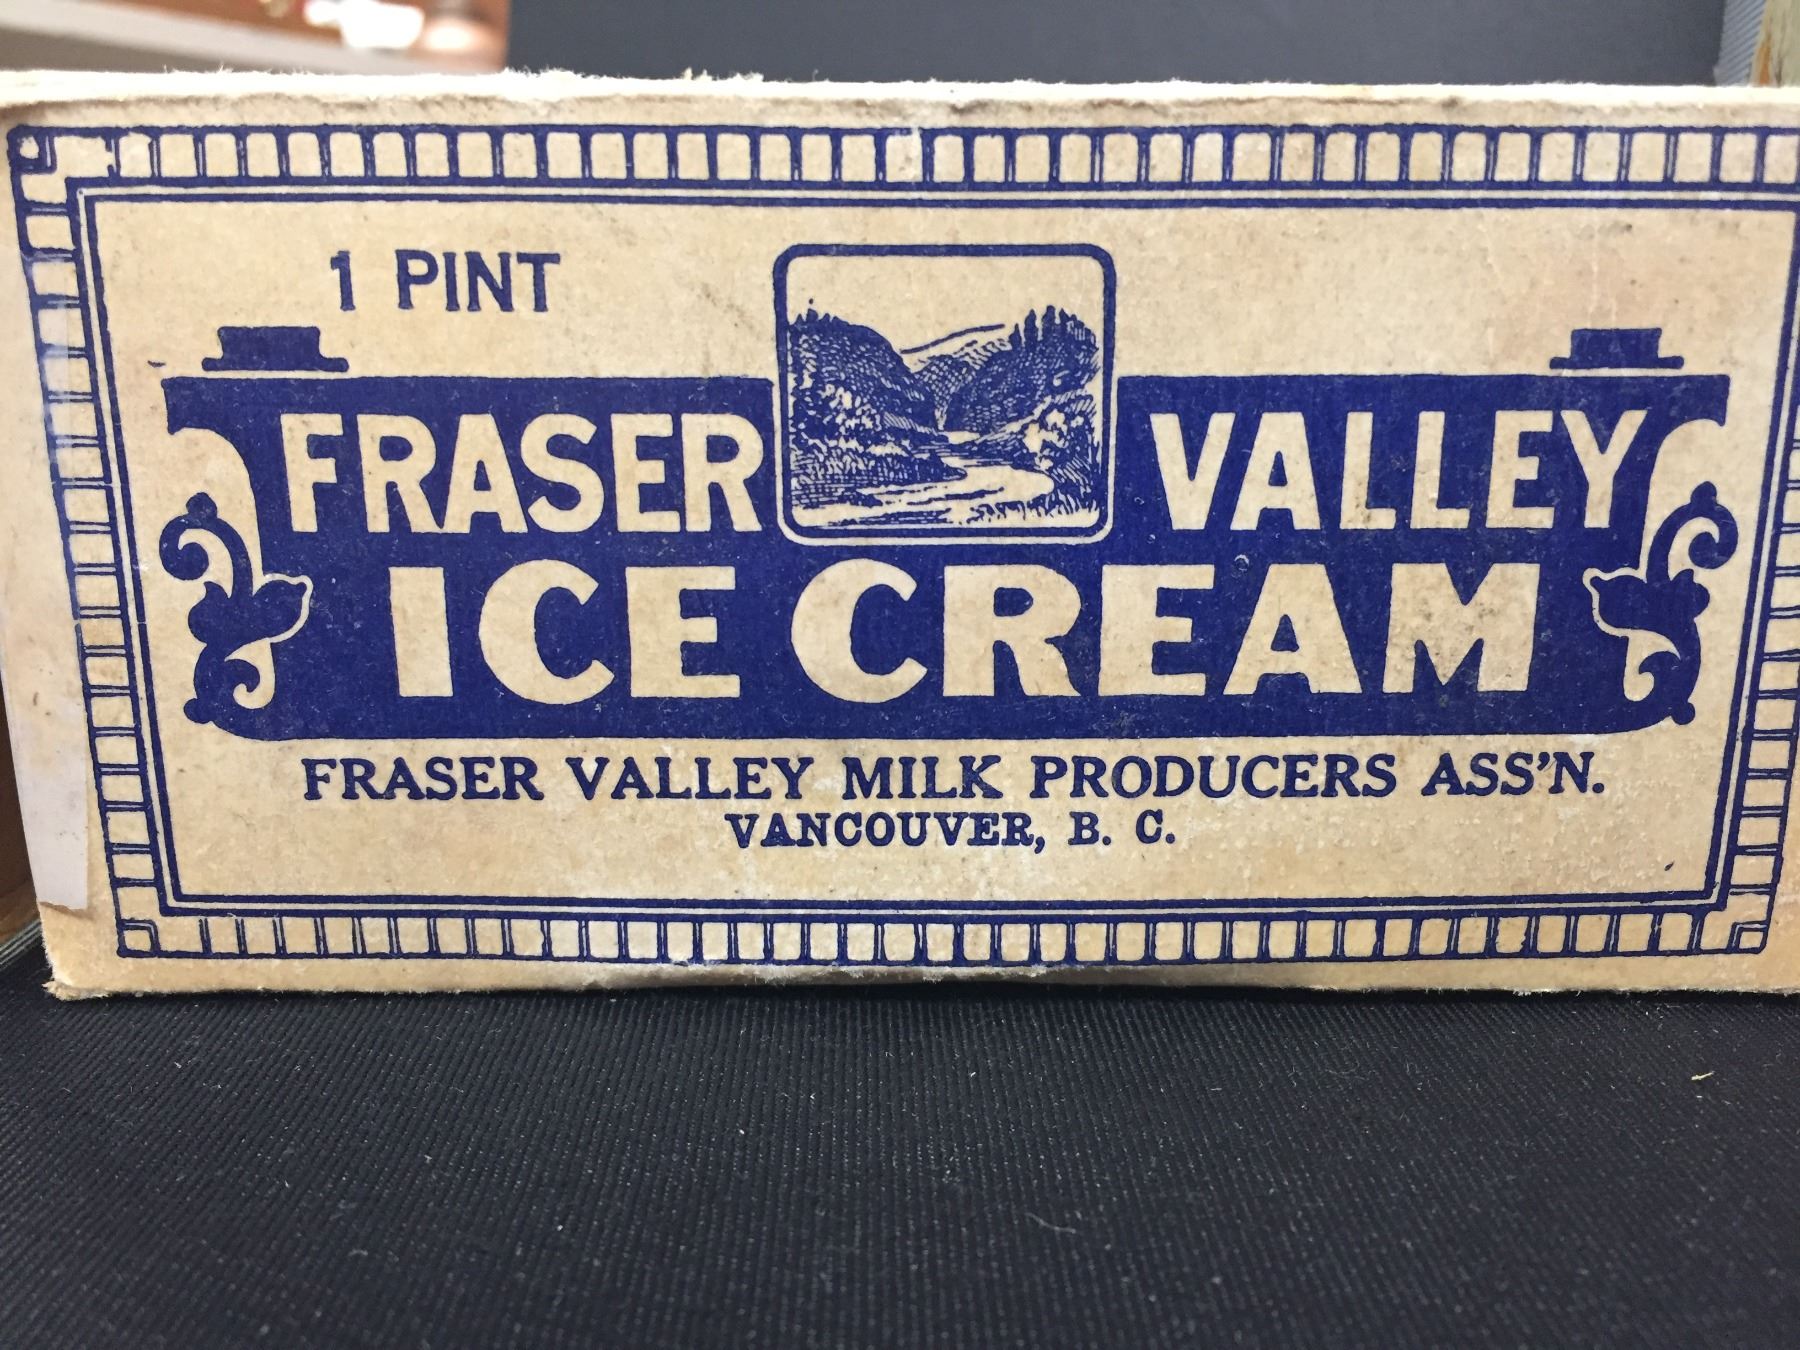 1 PINT
FRASER VALLEY
ICE CREAM
FRASER VALLEY MILK PRODUCERS ASS'N.
VANCOUVER, B. C.